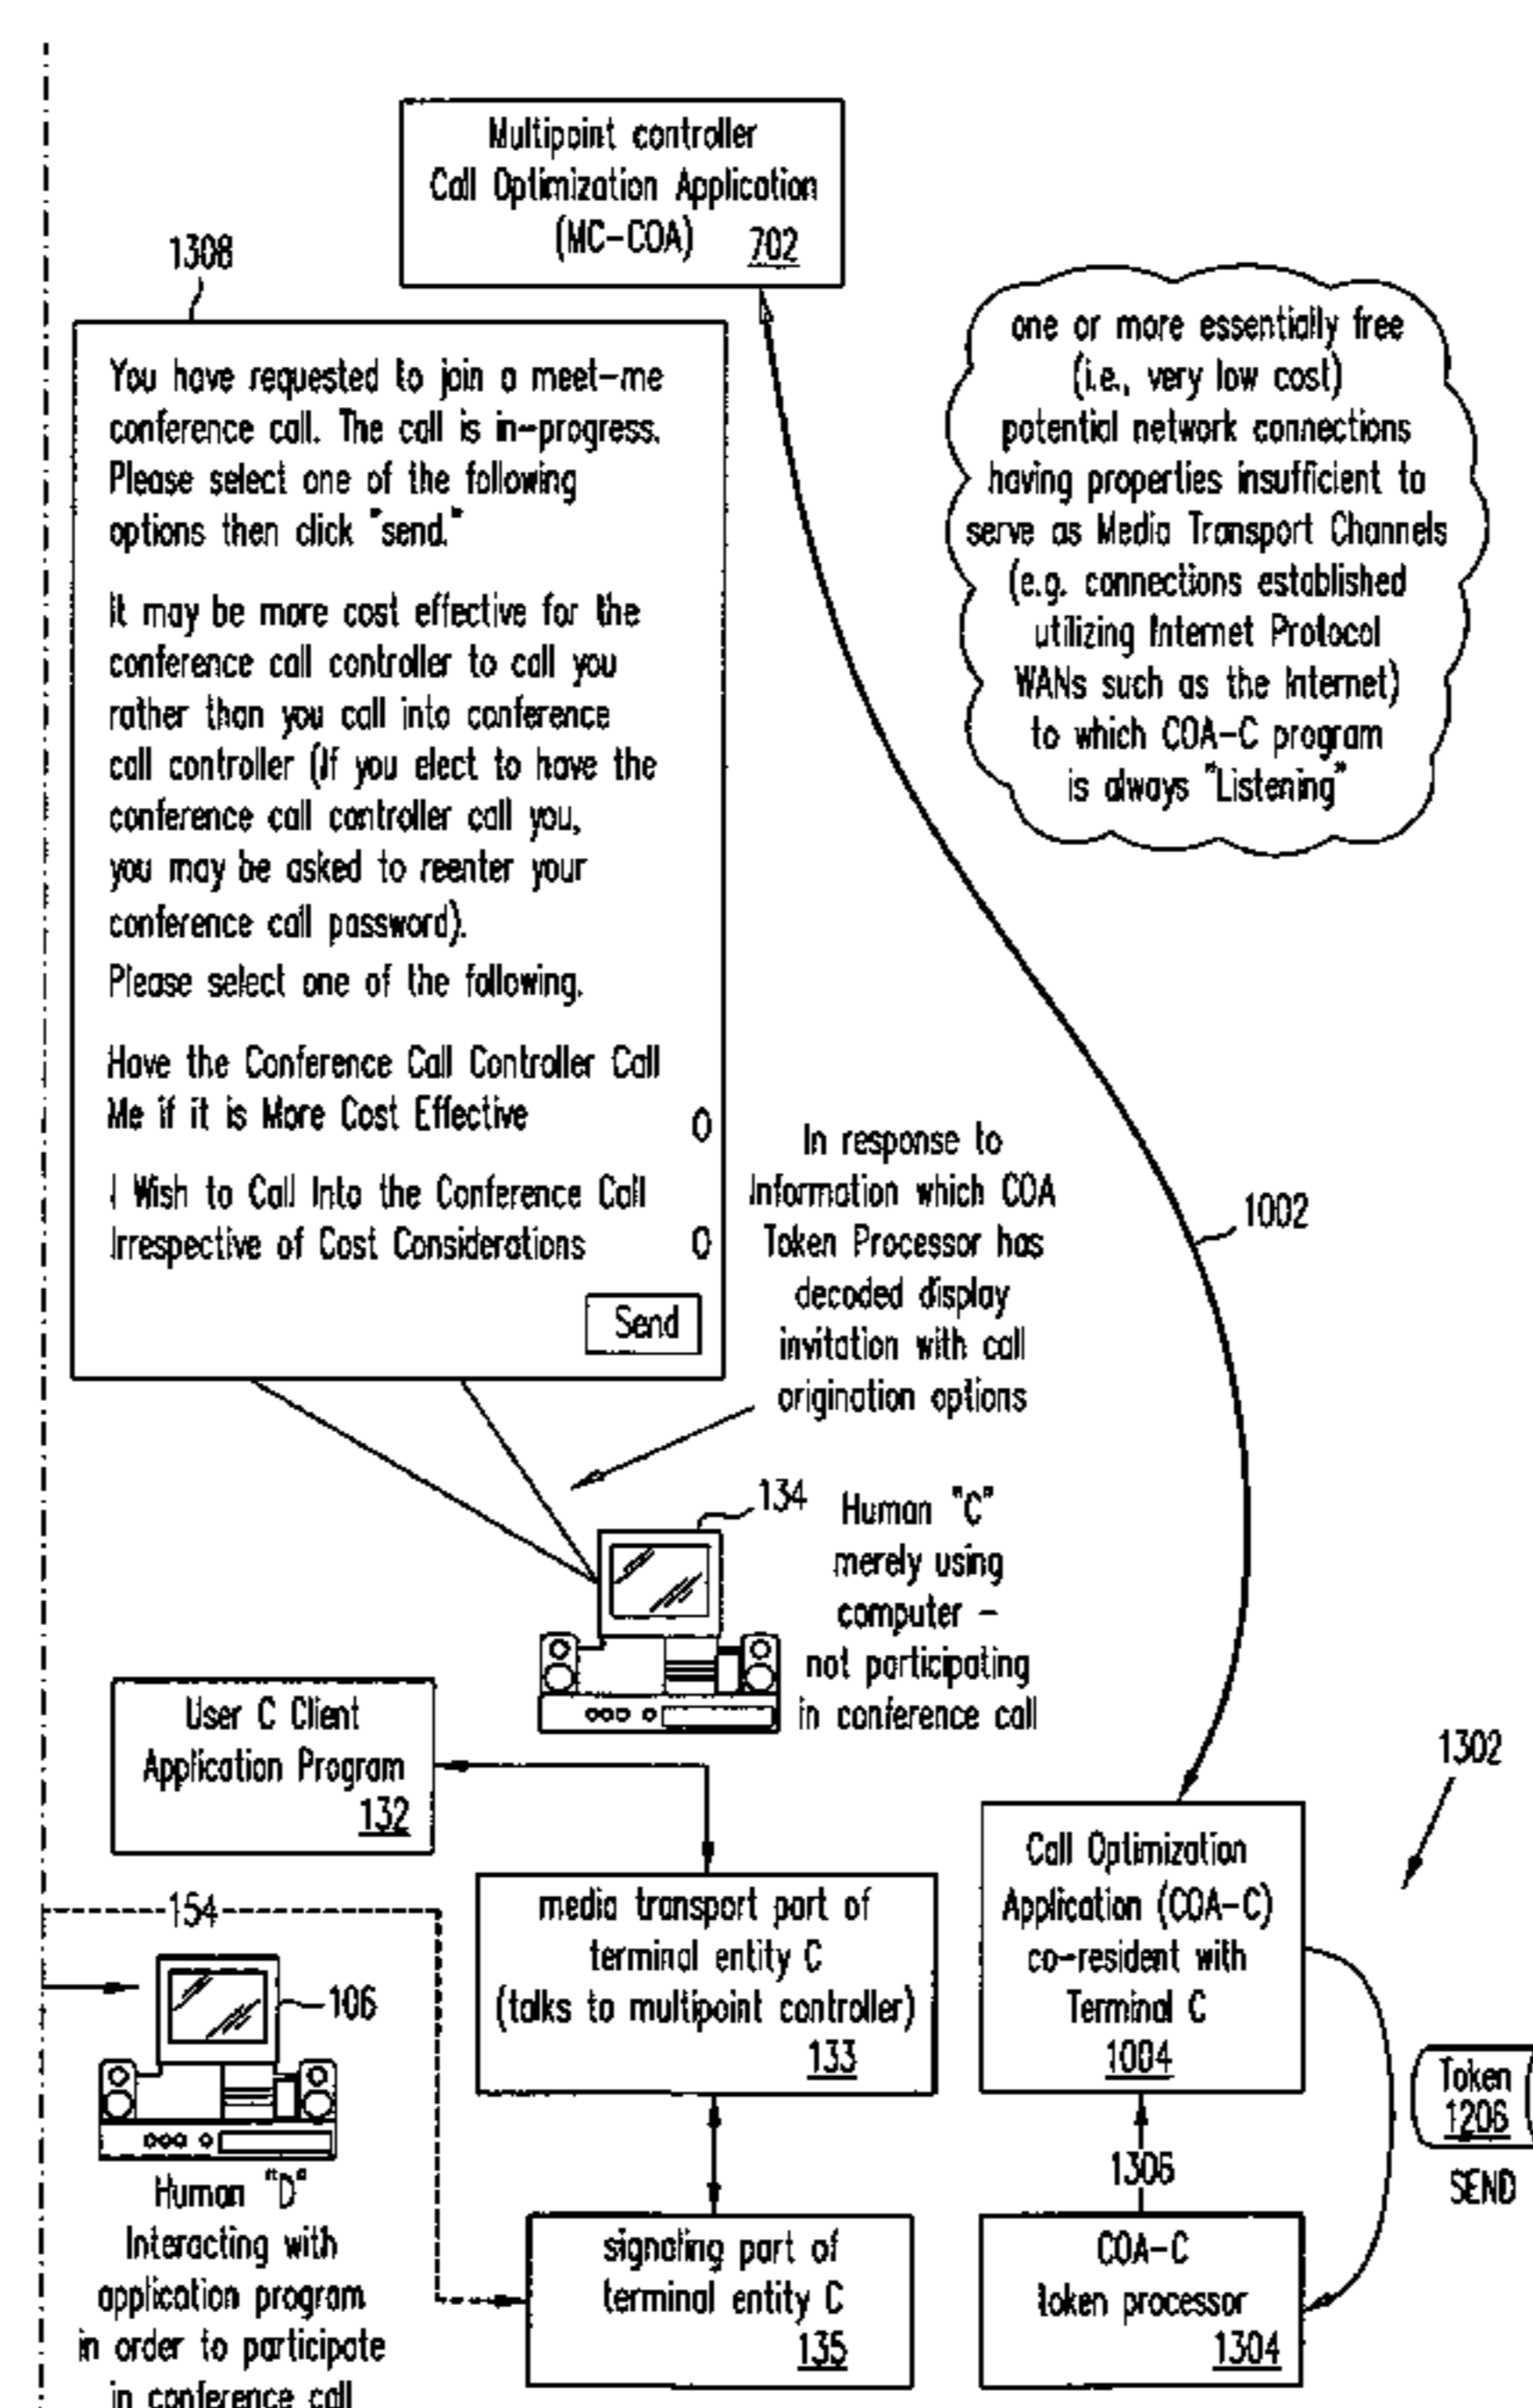 Multipoint controller
Call Optimization Application
(MC-COA) 702
1308
You have requested to join a meet-me
conference call. The call is in-progress.
Please select one of the following
options then click "send."
It may be more cost effective for the
conference call controller to call you
rather than you call into conference
call controller (If you elect to have the
conference call controller call you,
you may be asked to reenter your
conference call password).
Please select one of the following.
Have the Conference Call Controller Call
Me if it is More Cost Effective O
I Wish to Call Into the Conference Call
Irrespective of Cost Considerations O
Send
one or more essentially free
(i.e., very low cost)
potential network connections
having properties insufficient to
serve as Media Transport Channels
(e.g. connections established
utilizing Internet Protocol
WANs such as the Internet)
to which COA-C program
is always "Listening"
1002
In response to
Information which COA
Token Processor has
decoded display
invitation with call
origination options
134
Human "C"
merely using
computer -
not participating
in conference call
User C Client
Application Program
132
154
106
Human "D"
Interacting with
application program
in order to participate
in conference call
media transport part of
terminal entity C
(talks to multipoint controller)
133
signaling part of
terminal entity C
135
1302
Call Optimization
Application (COA-C)
co-resident with
Terminal C
1004
1306
COA-C
token processor
1304
Token
1206
SEND